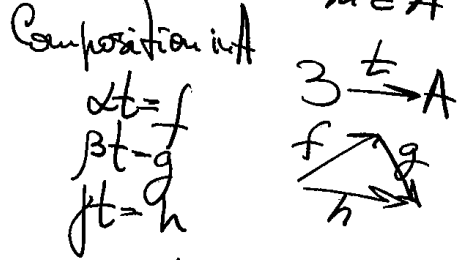 m ∈ A
Composition in A
3 —t→ A
αt = f
βt = g
γt = h
f g
h